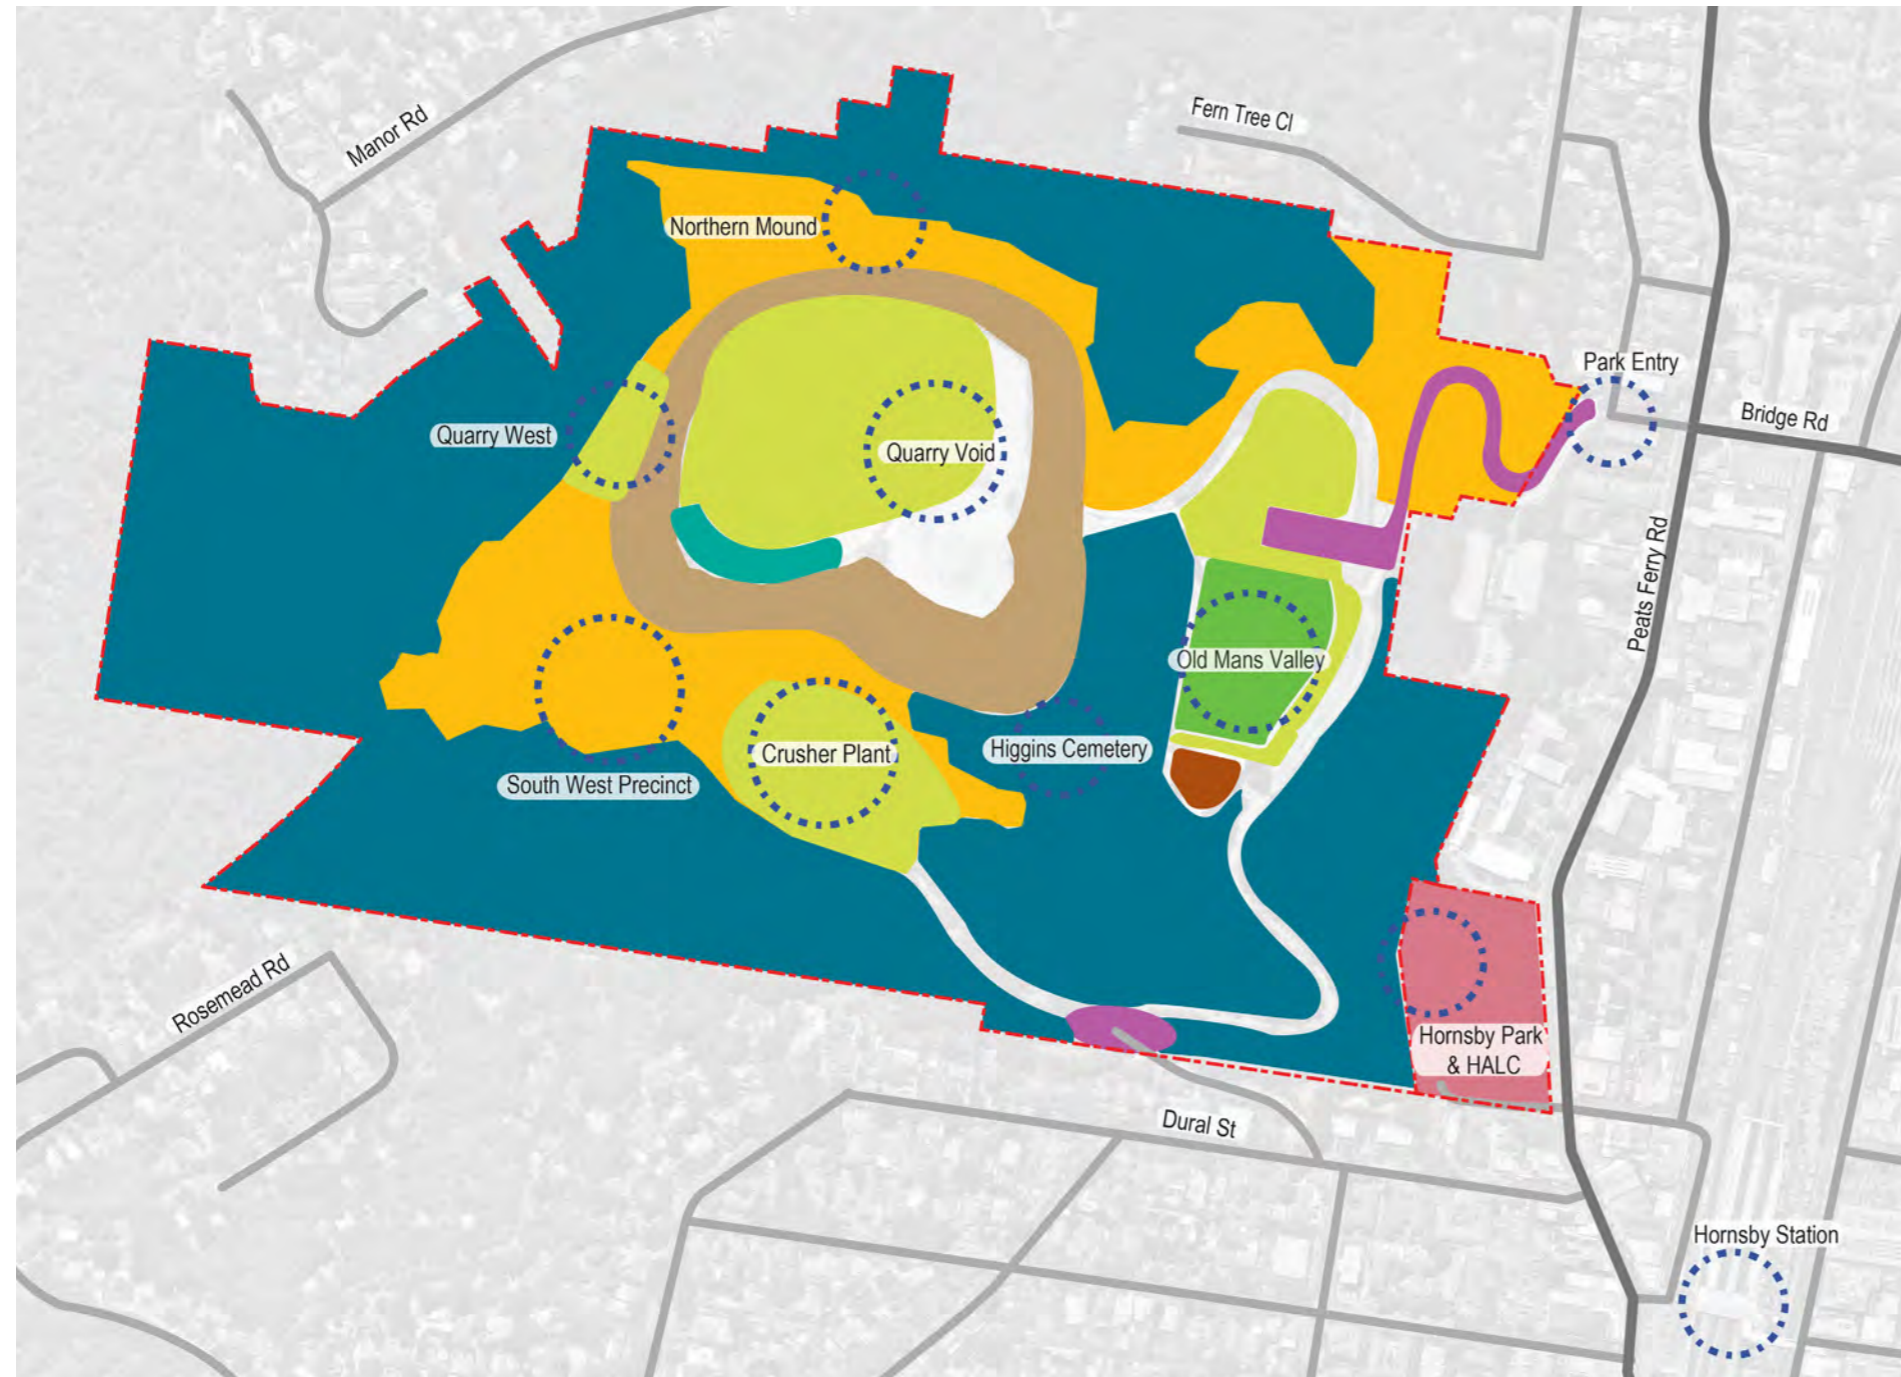 Manor Rd
Fern Tree Cl
Northern Mound
Park Entry
Bridge Rd
Quarry West
Quarry Void
Peats Ferry Rd
Old Mans Valley
Higgins Cemetery
Crusher Plant
South West Precinct
Rosemead Rd
Hornsby Park
& HALC
Dural St
Hornsby Station